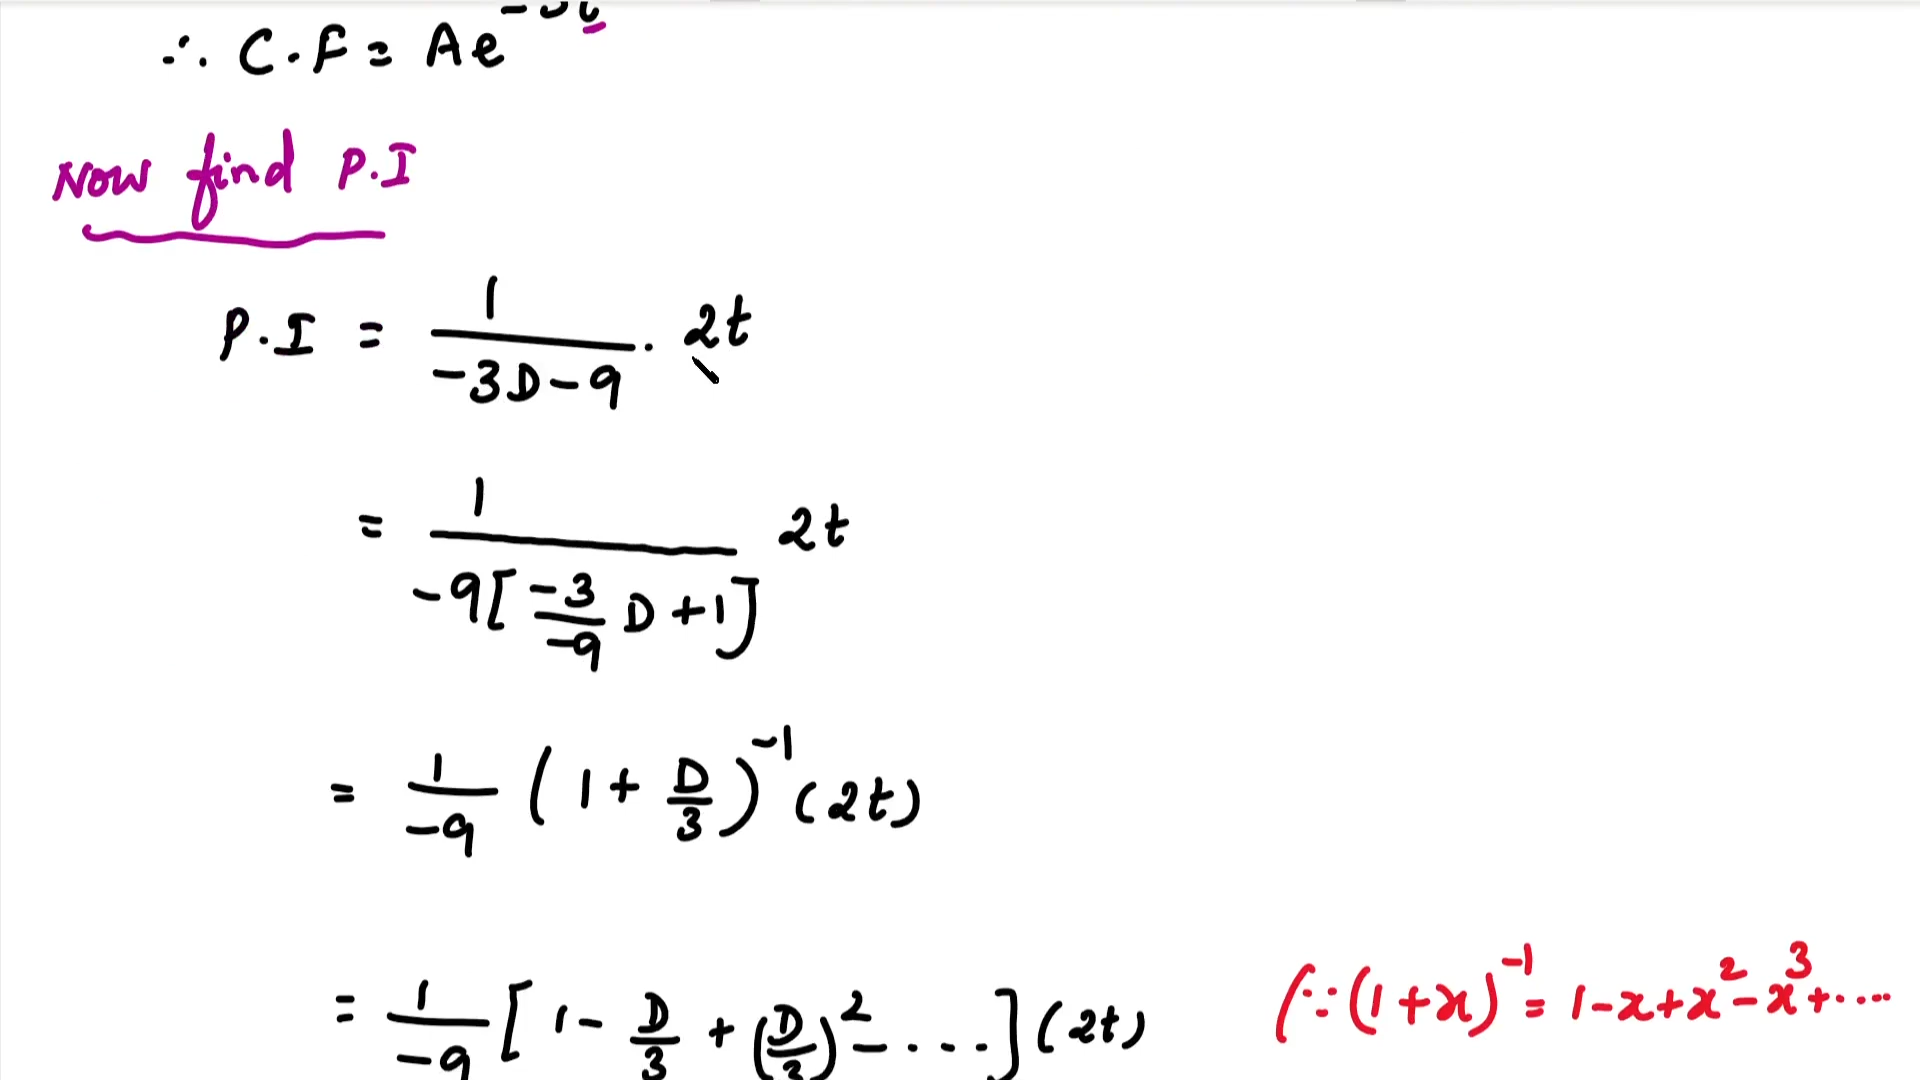 ∴ C.F = Ae^-3t
Now find P.I
P.I = 1/(-3D-9) . 2t
= 1/(-9[-3/-9 D+1]) 2t
= 1/-9 (1 + D/3)^-1 (2t)
= 1/-9 [1 - D/3 + (D/3)^2 - ....] (2t)
(∵ (1+x)^-1 = 1-x+x^2-x^3+....